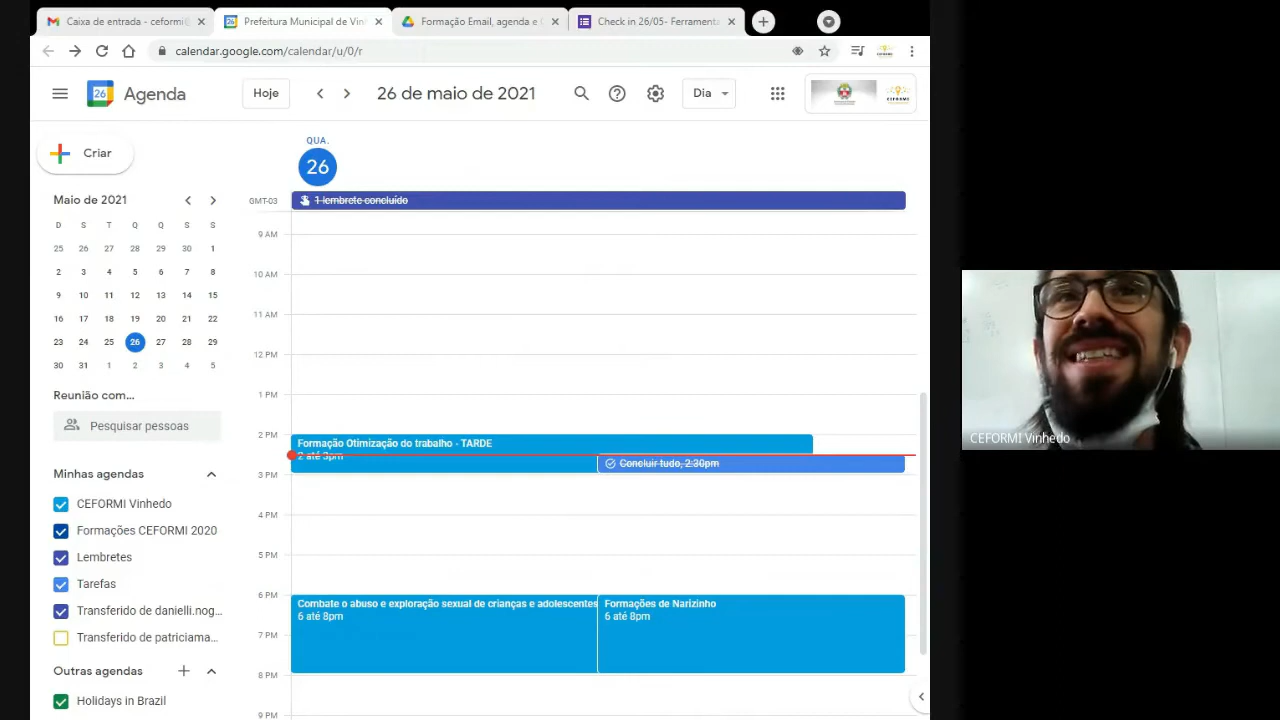 Caixa de entrada - ceformi@
Prefeitura Municipal de Vin
Formação Email, agenda e
Check in 26/05- Ferramenta
calendar.google.com/calendar/u/0/r
26
Agenda
Hoje
26 de maio de 2021
Dia
CEFORMI
Criar
QUA.
26
Maio de 2021
GMT-03
1 lembrete concluído
D S T Q Q S S
25 26 27 28 29 30 1
2 3 4 5 6 7 8
9 10 11 12 13 14 15
16 17 18 19 20 21 22
23 24 25 26 27 28 29
30 31 1 2 3 4 5
9 AM
10 AM
11 AM
12 PM
1 PM
2 PM
3 PM
4 PM
5 PM
6 PM
7 PM
8 PM
9 PM
Formação Otimização do trabalho - TARDE
2 até 3pm
Concluir tudo, 2:30pm
Combate o abuso e exploração sexual de crianças e adolescentes
6 até 8pm
Formações de Narizinho
6 até 8pm
Reunião com...
Pesquisar pessoas
Minhas agendas
CEFORMI Vinhedo
Formações CEFORMI 2020
Lembretes
Tarefas
Transferido de danielli.nog...
Transferido de patriciama...
Outras agendas
Holidays in Brazil
CEFORMI Vinhedo